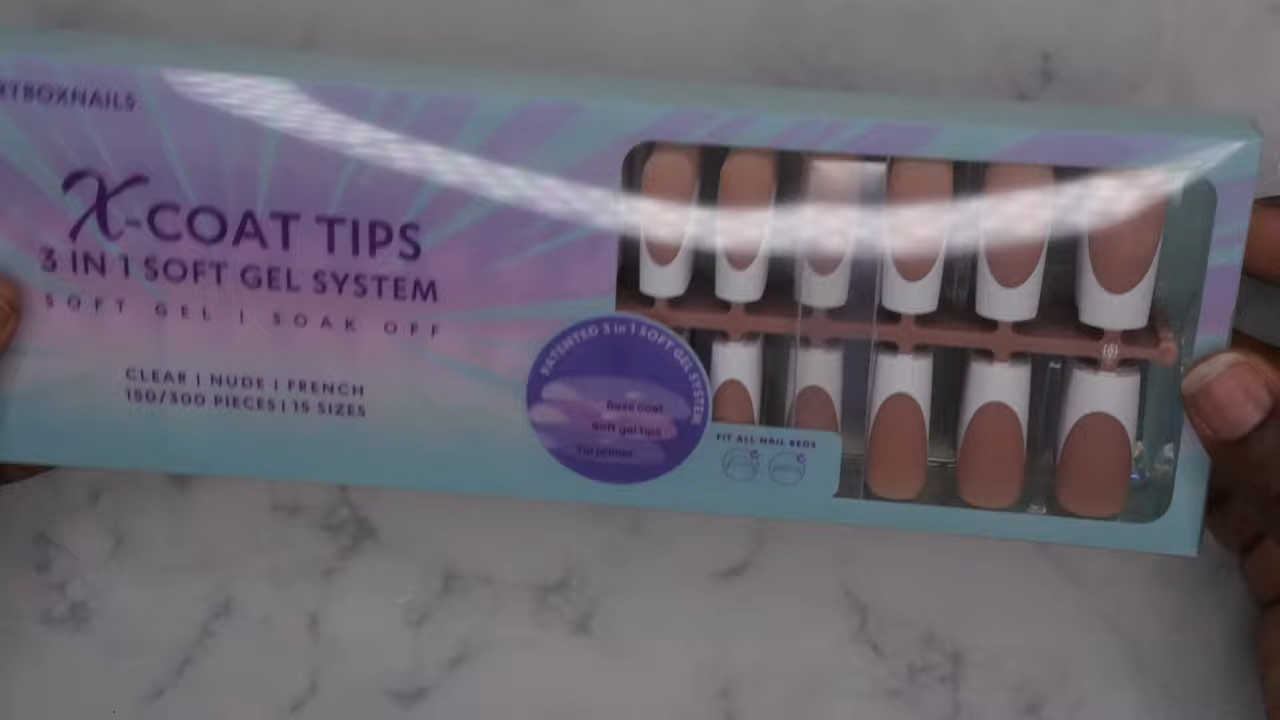 RTBOXNAILS
X-COAT TIPS
3 IN 1 SOFT GEL SYSTEM
SOFT GEL | SOAK OFF
CLEAR | NUDE | FRENCH
150/300 PIECES | 15 SIZES
PATENTED 3 in 1 SOFT GEL SYSTEM
Base coat
Soft gel tips
Tip primer
FIT ALL NAIL BEDS